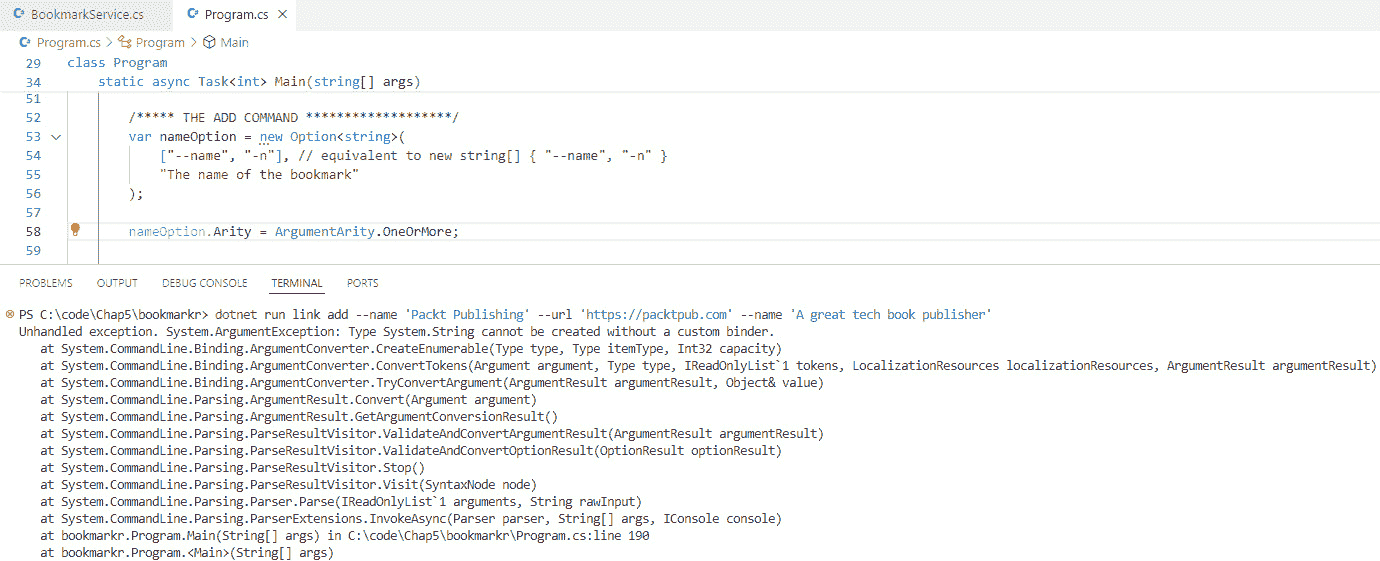 BookmarkService.cs Program.cs
Program.cs > Program > Main
29 class Program
34 static async Task<int> Main(string[] args)
51
52 /***** THE ADD COMMAND *******************/
53 var nameOption = new Option<string>(
54 ["--name", "-n"], // equivalent to new string[] { "--name", "-n" }
55 "The name of the bookmark"
56 );
57
58 nameOption.Arity = ArgumentArity.OneOrMore;
59
PROBLEMS OUTPUT DEBUG CONSOLE TERMINAL PORTS
PS C:\code\Chap5\bookmarkr> dotnet run link add --name 'Packt Publishing' --url 'https://packtpub.com' --name 'A great tech book publisher'
Unhandled exception. System.ArgumentException: Type System.String cannot be created without a custom binder.
at System.CommandLine.Binding.ArgumentConverter.CreateEnumerable(Type type, Type itemType, Int32 capacity)
at System.CommandLine.Binding.ArgumentConverter.ConvertTokens(Argument argument, Type type, IReadOnlyList`1 tokens, LocalizationResources localizationResources, ArgumentResult argumentResult)
at System.CommandLine.Binding.ArgumentConverter.TryConvertArgument(ArgumentResult argumentResult, Object& value)
at System.CommandLine.Parsing.ArgumentResult.Convert(Argument argument)
at System.CommandLine.Parsing.ArgumentResult.GetArgumentConversionResult()
at System.CommandLine.Parsing.ParseResultVisitor.ValidateAndConvertArgumentResult(ArgumentResult argumentResult)
at System.CommandLine.Parsing.ParseResultVisitor.ValidateAndConvertOptionResult(OptionResult optionResult)
at System.CommandLine.Parsing.ParseResultVisitor.Stop()
at System.CommandLine.Parsing.ParseResultVisitor.Visit(SyntaxNode node)
at System.CommandLine.Parsing.Parser.Parse(IReadOnlyList`1 arguments, String rawInput)
at System.CommandLine.Parsing.ParserExtensions.InvokeAsync(Parser parser, String[] args, IConsole console)
at bookmarkr.Program.Main(String[] args) in C:\code\Chap5\bookmarkr\Program.cs:line 190
at bookmarkr.Program.<Main>(String[] args)